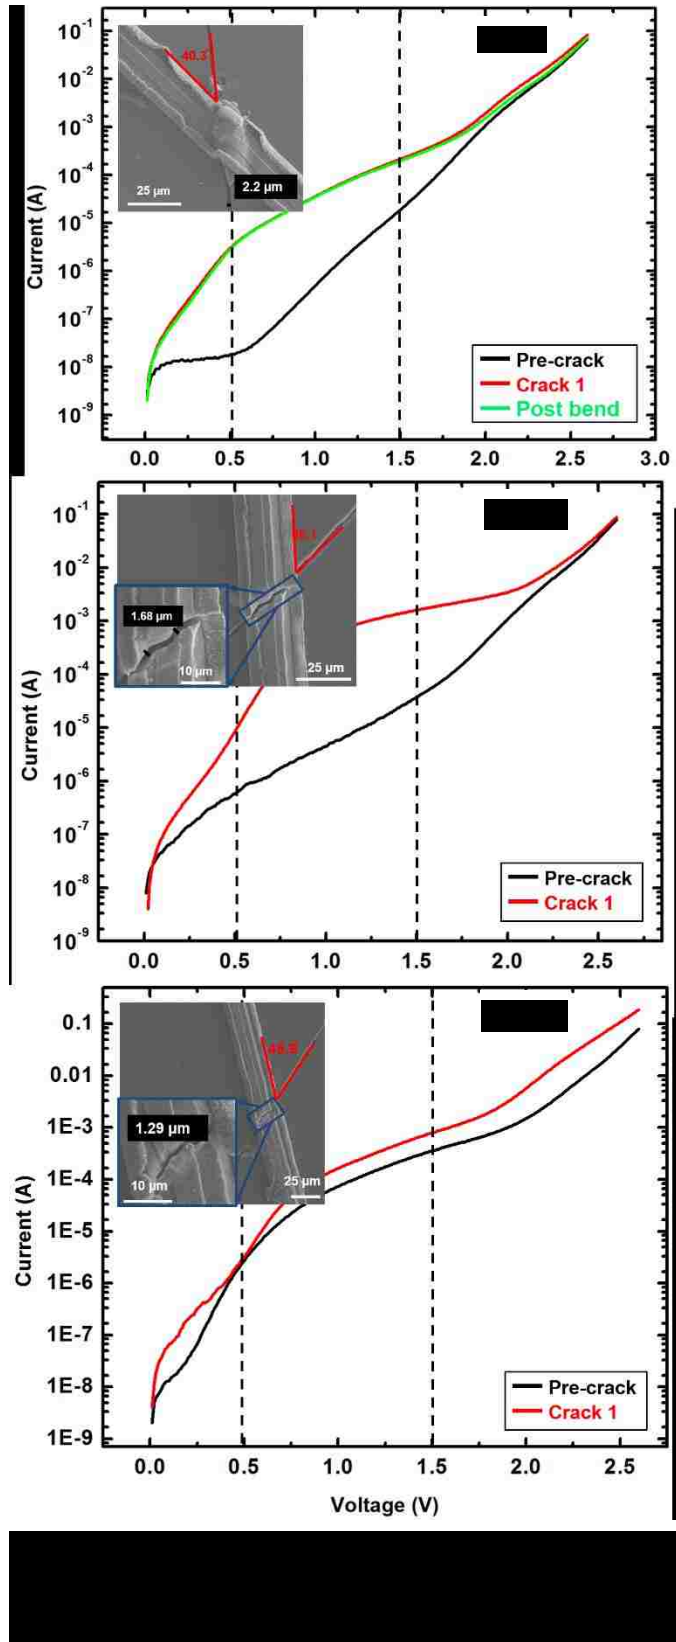 10⁻¹
10⁻²
10⁻³
10⁻⁴
10⁻⁵
10⁻⁶
10⁻⁷
10⁻⁸
10⁻⁹
Current (A)
40.3
2.2 µm
25 µm
Pre-crack
Crack 1
Post bend
0.0 0.5 1.0 1.5 2.0 2.5 3.0
10⁻¹
10⁻²
10⁻³
10⁻⁴
10⁻⁵
10⁻⁶
10⁻⁷
10⁻⁸
10⁻⁹
Current (A)
1.68 µm
10 µm
25 µm
Pre-crack
Crack 1
0.0 0.5 1.0 1.5 2.0 2.5
0.1
0.01
1E-3
1E-4
1E-5
1E-6
1E-7
1E-8
1E-9
Current (A)
1.29 µm
10 µm
25 µm
Pre-crack
Crack 1
0.0 0.5 1.0 1.5 2.0 2.5
Voltage (V)